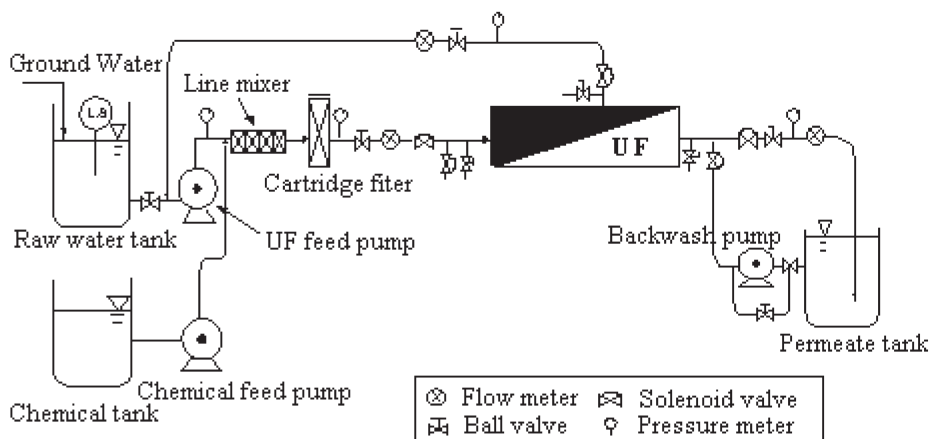 Ground Water
Line mixer
L.S
UF
Cartridge fiter
Raw water tank
UF feed pump
Backwash pump
Permeate tank
Chemical feed pump
Chemical tank
Flow meter
Solenoid valve
Ball valve
Pressure meter